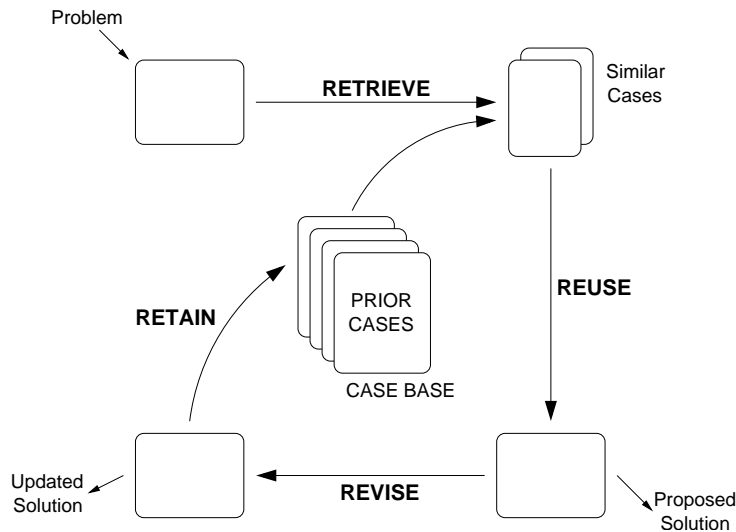 Problem
RETRIEVE
Similar
Cases
PRIOR
CASES
CASE BASE
REUSE
RETAIN
REVISE
Updated
Solution
Proposed
Solution